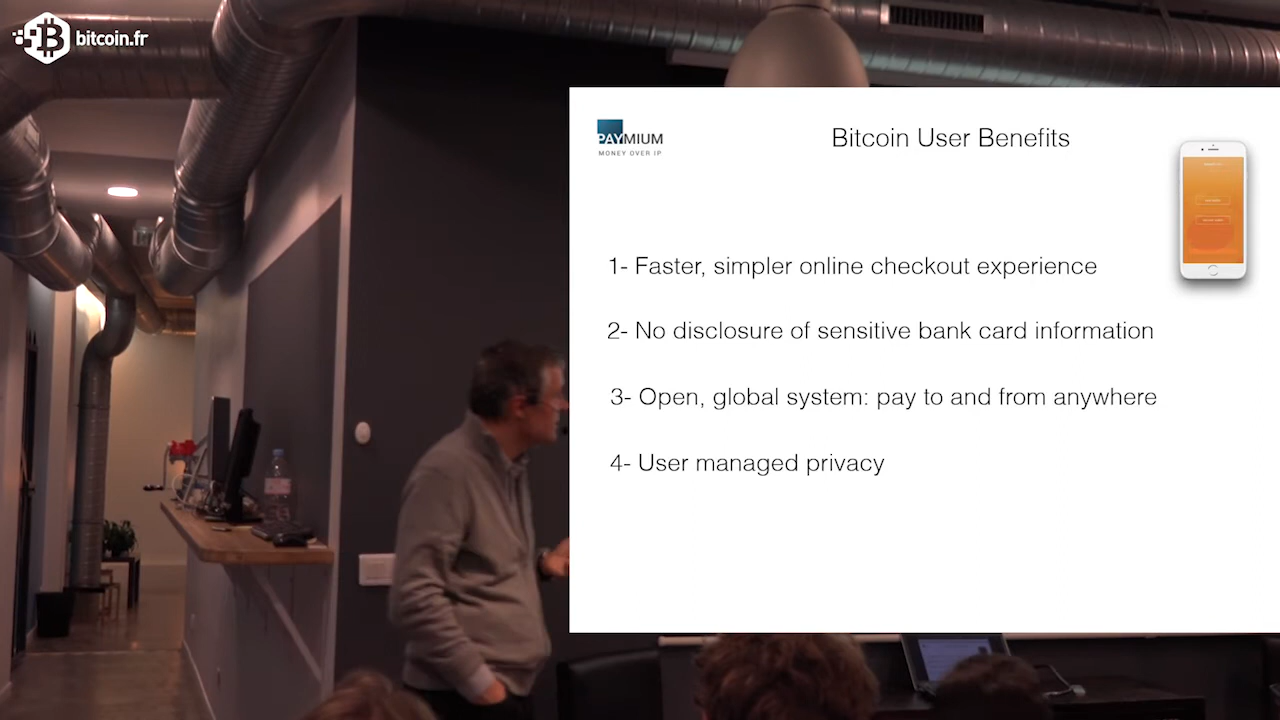 bitcoin.fr
PAYMIUM
MONEY OVER IP
Bitcoin User Benefits
1- Faster, simpler online checkout experience
2- No disclosure of sensitive bank card information
3- Open, global system: pay to and from anywhere
4- User managed privacy